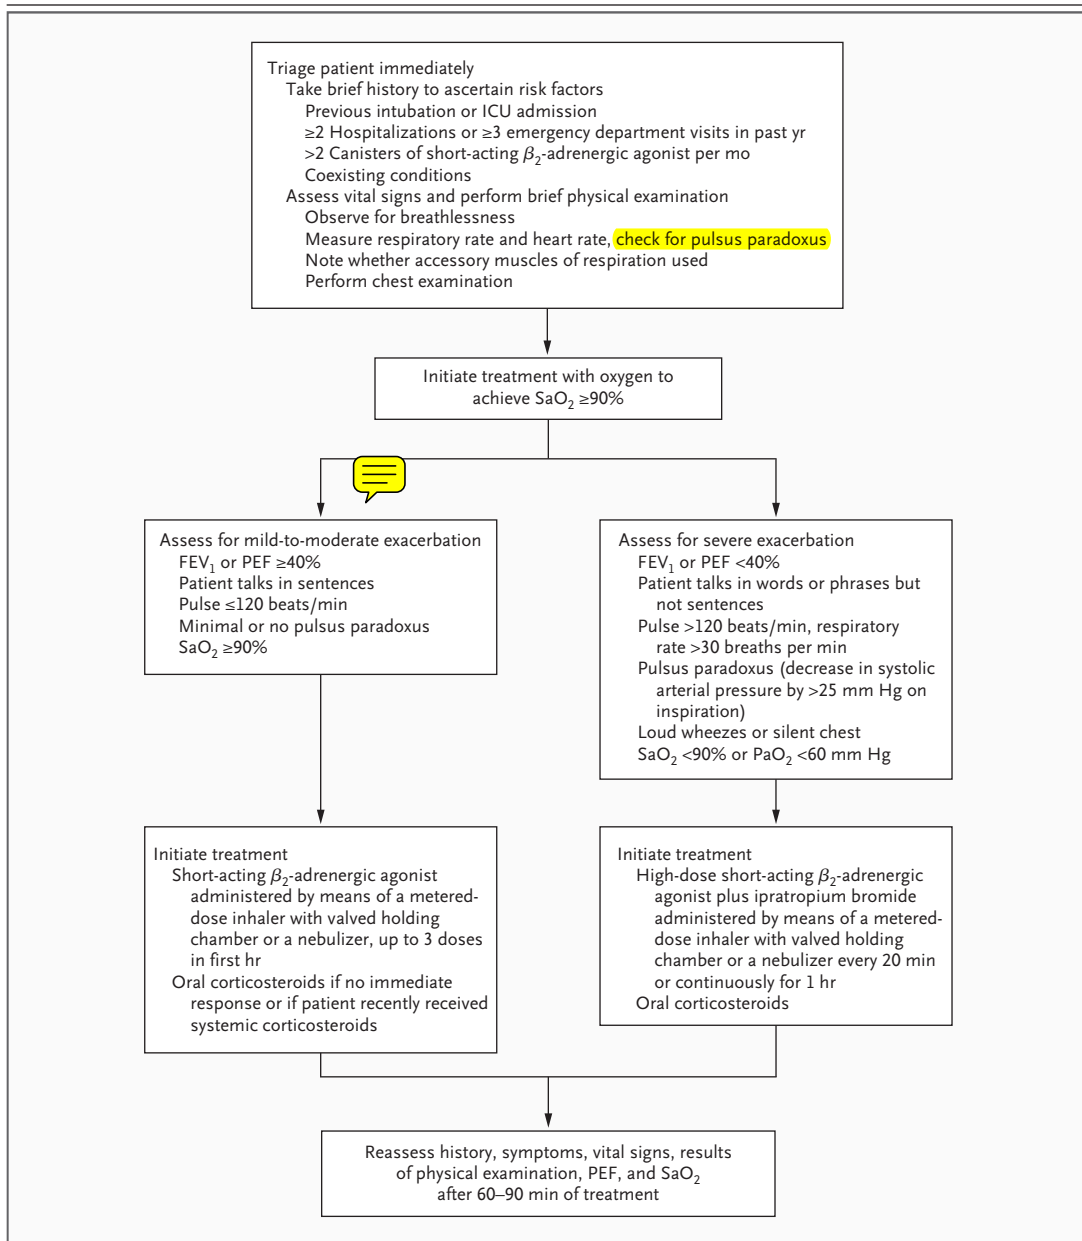 Triage patient immediately
Take brief history to ascertain risk factors
Previous intubation or ICU admission
≥2 Hospitalizations or ≥3 emergency department visits in past yr
>2 Canisters of short-acting β₂-adrenergic agonist per mo
Coexisting conditions
Assess vital signs and perform brief physical examination
Observe for breathlessness
Measure respiratory rate and heart rate, check for pulsus paradoxus
Note whether accessory muscles of respiration used
Perform chest examination
Initiate treatment with oxygen to
achieve SaO₂ ≥90%
Assess for mild-to-moderate exacerbation
FEV₁ or PEF ≥40%
Patient talks in sentences
Pulse ≤120 beats/min
Minimal or no pulsus paradoxus
SaO₂ ≥90%
Assess for severe exacerbation
FEV₁ or PEF <40%
Patient talks in words or phrases but
not sentences
Pulse >120 beats/min, respiratory
rate >30 breaths per min
Pulsus paradoxus (decrease in systolic
arterial pressure by >25 mm Hg on
inspiration)
Loud wheezes or silent chest
SaO₂ <90% or PaO₂ <60 mm Hg
Initiate treatment
Short-acting β₂-adrenergic agonist
administered by means of a metered-
dose inhaler with valved holding
chamber or a nebulizer, up to 3 doses
in first hr
Oral corticosteroids if no immediate
response or if patient recently received
systemic corticosteroids
Initiate treatment
High-dose short-acting β₂-adrenergic
agonist plus ipratropium bromide
administered by means of a metered-
dose inhaler with valved holding
chamber or a nebulizer every 20 min
or continuously for 1 hr
Oral corticosteroids
Reassess history, symptoms, vital signs, results
of physical examination, PEF, and SaO₂
after 60–90 min of treatment